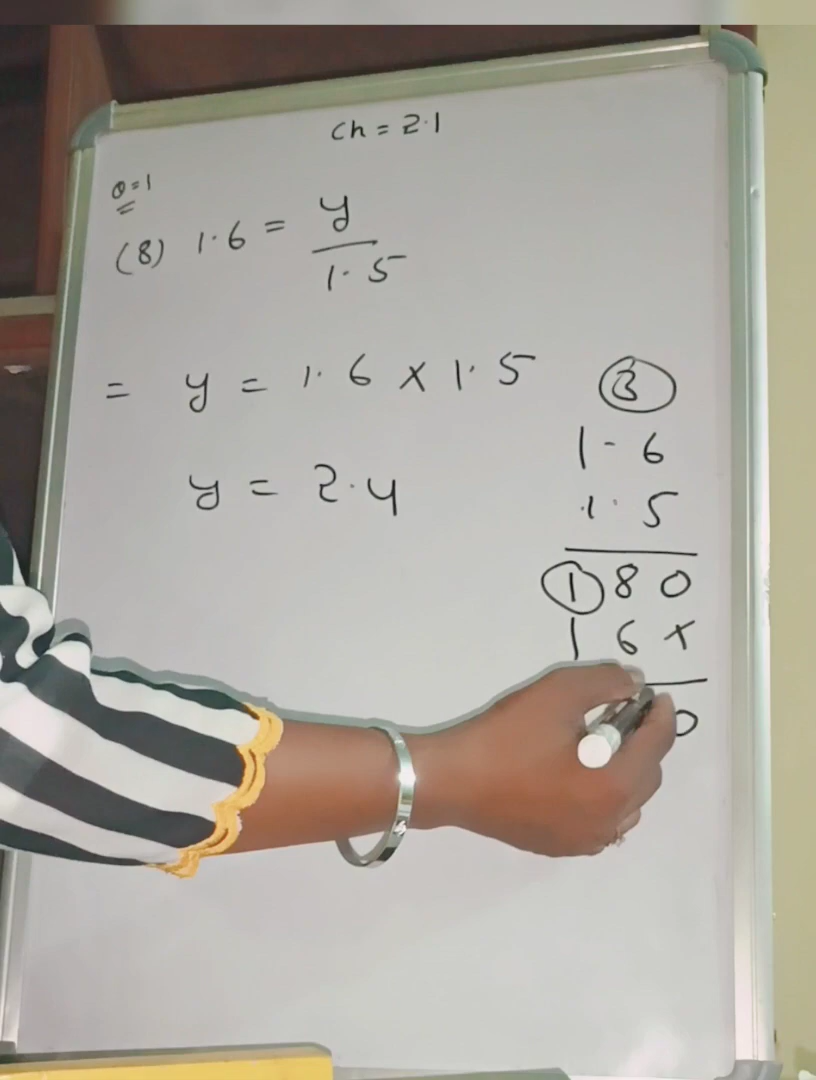 Ch = 2.1
Q=1
(8) 1.6 = y
1.5
= y = 1.6 × 1.5
y = 2.4
3
1.6
1.5
1 8 0
1 6 ×
0